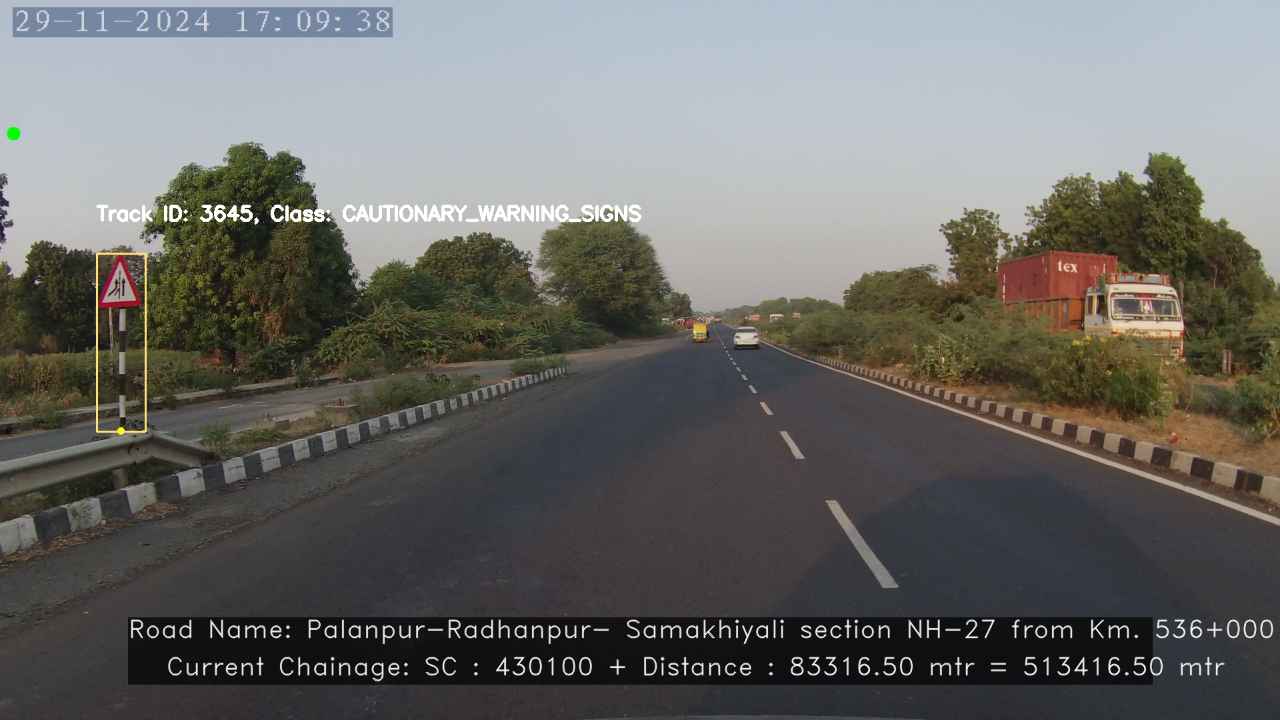 29-11-2024 17:09:38
Track ID: 3645, Class: CAUTIONARY_WARNING_SIGNS
tex
Road Name: Palanpur-Radhanpur- Samakhiyali section NH-27 from Km. 536+000
Current Chainage: SC : 430100 + Distance : 83316.50 mtr = 513416.50 mtr